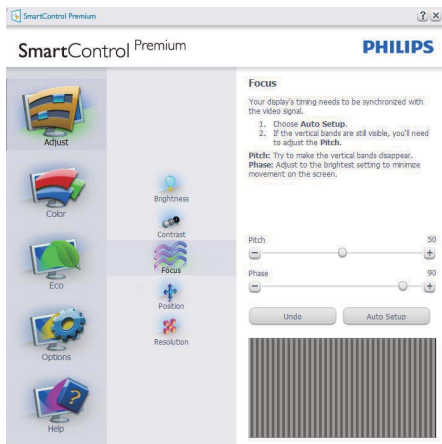 SmartControl Premium
? ×
SmartControl Premium
PHILIPS
Adjust
Color
Eco
Options
Help
Brightness
Contrast
Focus
Position
Resolution
Focus
Your display's timing needs to be synchronized with
the video signal.
1. Choose Auto Setup.
2. If the vertical bands are still visible, you'll need
to adjust the Pitch.
Pitch: Try to make the vertical bands disappear.
Phase: Adjust to the brightest setting to minimize
movement on the screen.
Pitch 50
Phase 90
Undo Auto Setup